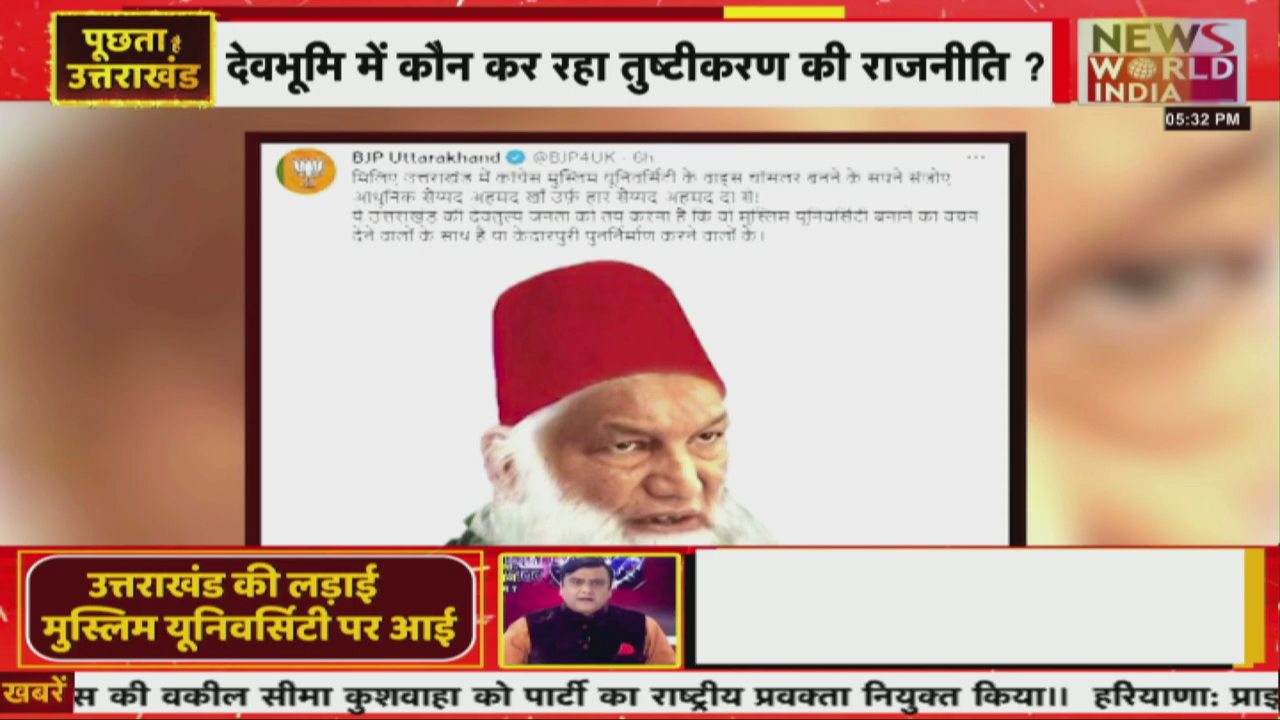 पूछता है
उत्तराखंड
देवभूमि में कौन कर रहा तुष्टीकरण की राजनीति ?
NEWS
WORLD
INDIA
05:32 PM
BJP Uttarakhand @BJP4UK · 6h
मिलिए उत्तराखंड में कांग्रेस मुस्लिम यूनिवर्सिटी के वाइस चांसलर बनने के सपने संजोए
आधुनिक सैय्यद अहमद खाँ उर्फ़ हार सैय्यद अहमद दा से!
ये उत्तराखंड की देवतुल्य जनता को तय करना है कि वो मुस्लिम यूनिवर्सिटी बनाने का वचन
देने वालों के साथ है या केदारपुरी पुनर्निर्माण करने वालों के।
उत्तराखंड की लड़ाई
मुस्लिम यूनिवर्सिटी पर आई
खबरें स की वकील सीमा कुशवाहा को पार्टी का राष्ट्रीय प्रवक्ता नियुक्त किया।। हरियाणा: